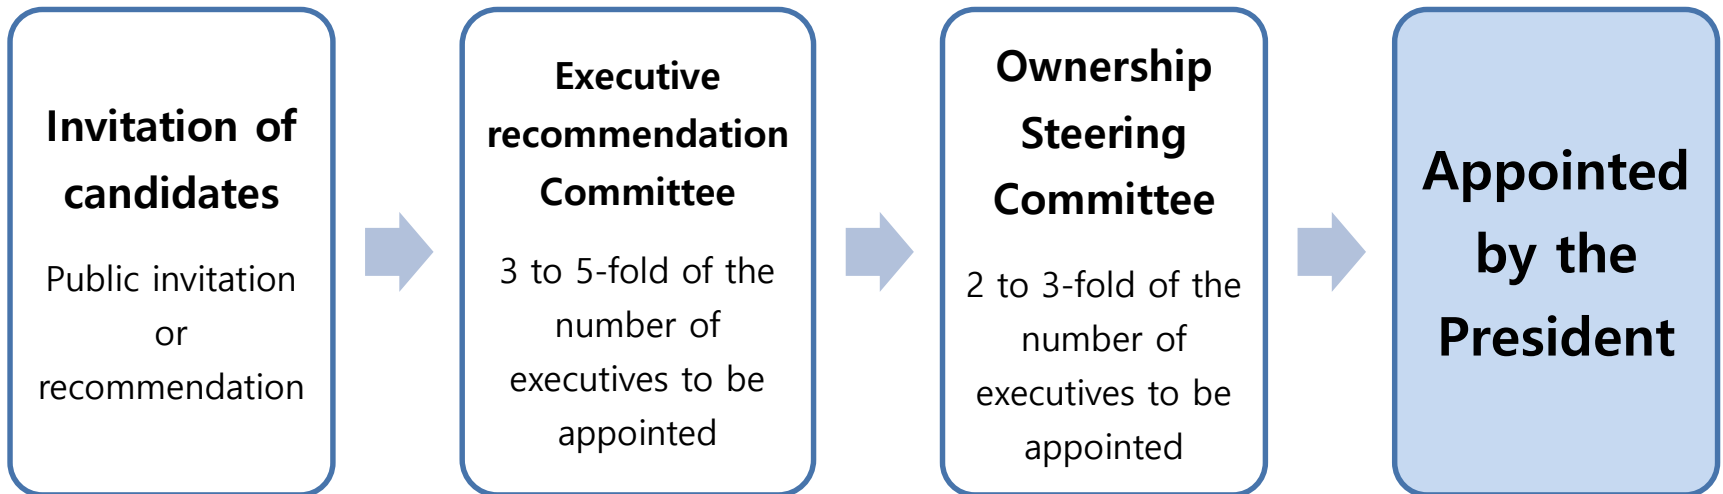 Invitation of
candidates
Public invitation
or
recommendation
Executive
recommendation
Committee
3 to 5-fold of the
number of
executives to be
appointed
Ownership
Steering
Committee
2 to 3-fold of the
number of
executives to be
appointed
Appointed
by the
President